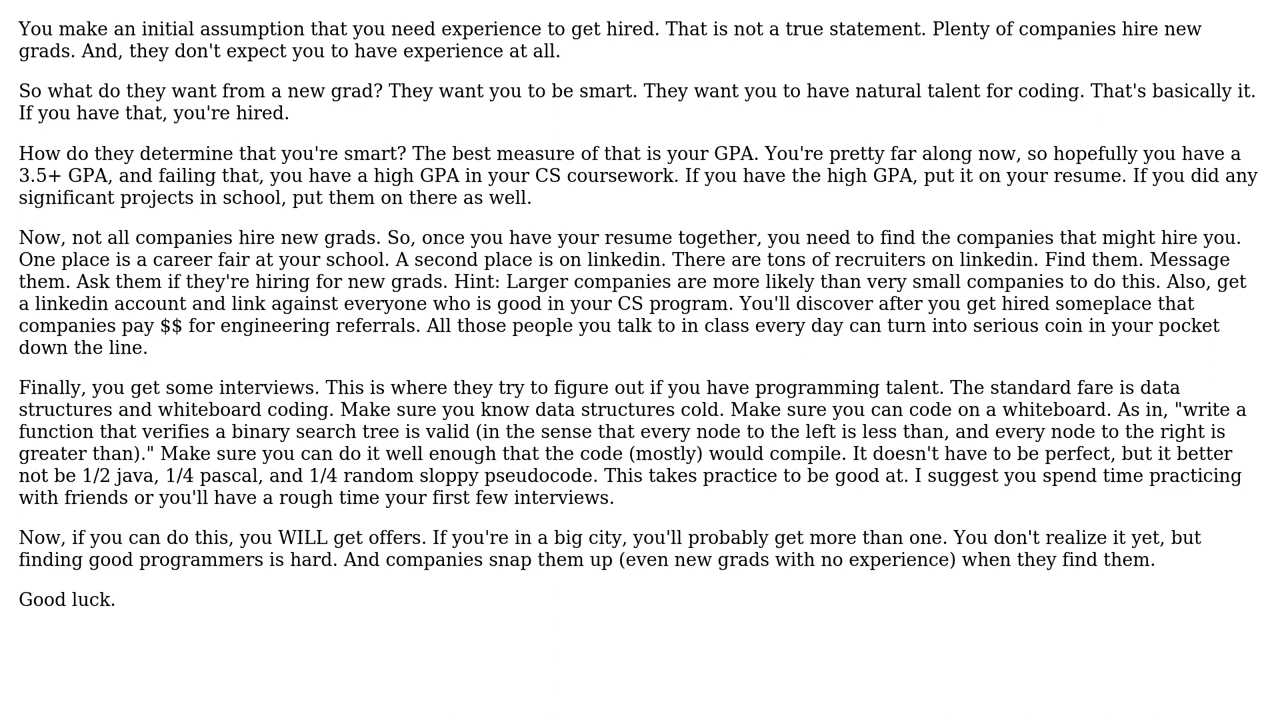 You make an initial assumption that you need experience to get hired. That is not a true statement. Plenty of companies hire new
grads. And, they don't expect you to have experience at all.
So what do they want from a new grad? They want you to be smart. They want you to have natural talent for coding. That's basically it.
If you have that, you're hired.
How do they determine that you're smart? The best measure of that is your GPA. You're pretty far along now, so hopefully you have a
3.5+ GPA, and failing that, you have a high GPA in your CS coursework. If you have the high GPA, put it on your resume. If you did any
significant projects in school, put them on there as well.
Now, not all companies hire new grads. So, once you have your resume together, you need to find the companies that might hire you.
One place is a career fair at your school. A second place is on linkedin. There are tons of recruiters on linkedin. Find them. Message
them. Ask them if they're hiring for new grads. Hint: Larger companies are more likely than very small companies to do this. Also, get
a linkedin account and link against everyone who is good in your CS program. You'll discover after you get hired someplace that
companies pay $$ for engineering referrals. All those people you talk to in class every day can turn into serious coin in your pocket
down the line.
Finally, you get some interviews. This is where they try to figure out if you have programming talent. The standard fare is data
structures and whiteboard coding. Make sure you know data structures cold. Make sure you can code on a whiteboard. As in, "write a
function that verifies a binary search tree is valid (in the sense that every node to the left is less than, and every node to the right is
greater than)." Make sure you can do it well enough that the code (mostly) would compile. It doesn't have to be perfect, but it better
not be 1/2 java, 1/4 pascal, and 1/4 random sloppy pseudocode. This takes practice to be good at. I suggest you spend time practicing
with friends or you'll have a rough time your first few interviews.
Now, if you can do this, you WILL get offers. If you're in a big city, you'll probably get more than one. You don't realize it yet, but
finding good programmers is hard. And companies snap them up (even new grads with no experience) when they find them.
Good luck.